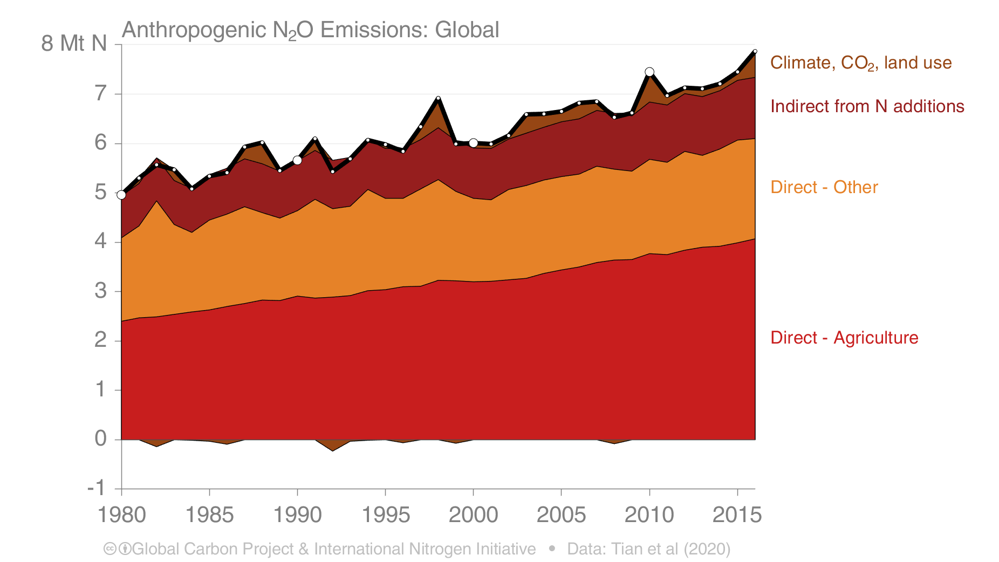 Anthropogenic N₂O Emissions: Global
8 Mt N
7
6
5
4
3
2
1
0
-1
1980 1985 1990 1995 2000 2005 2010 2015
Climate, CO₂, land use
Indirect from N additions
Direct - Other
Direct - Agriculture
cc Global Carbon Project & International Nitrogen Initiative • Data: Tian et al (2020)